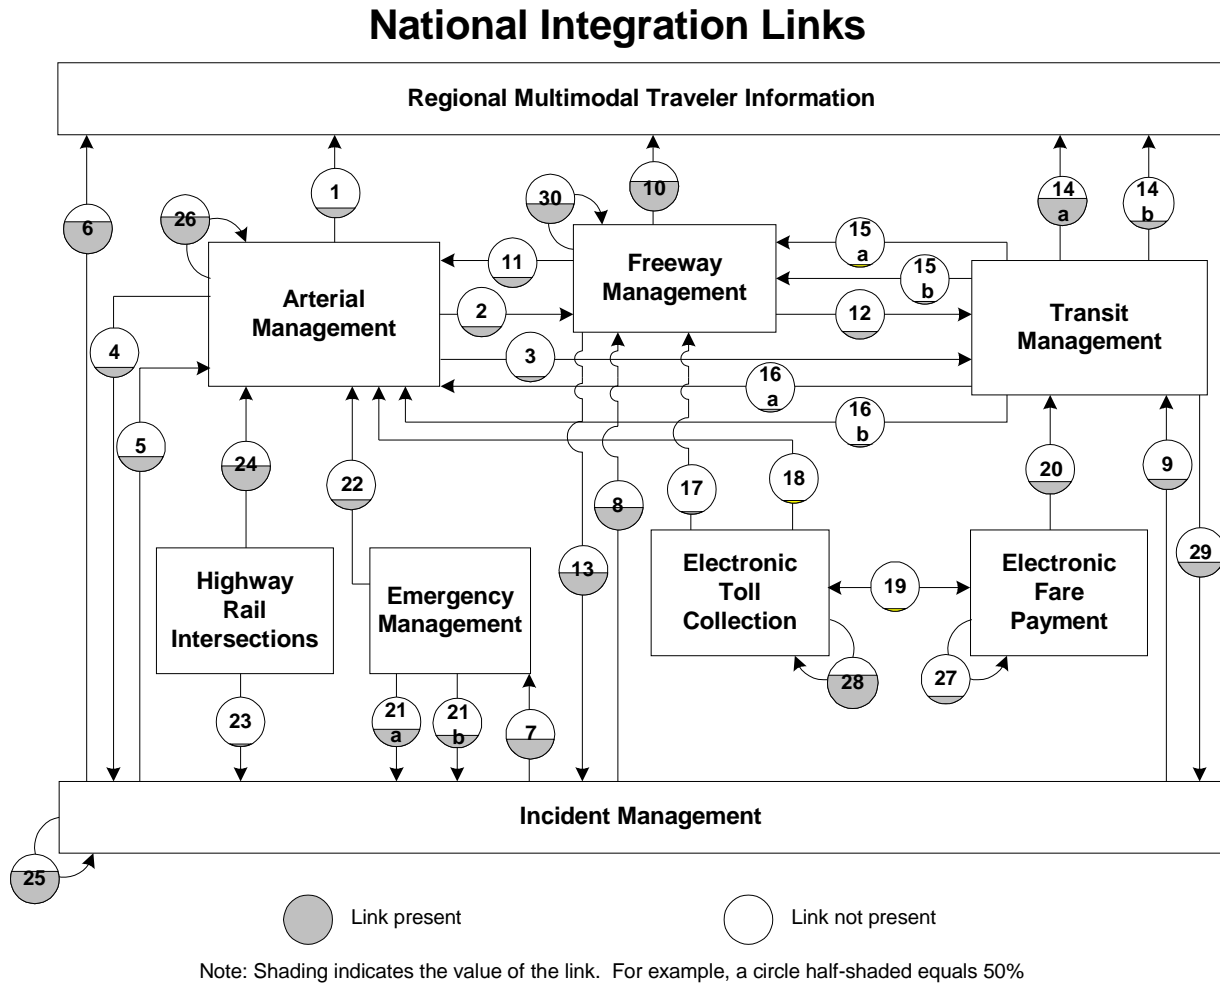 National Integration Links
Regional Multimodal Traveler Information
6
26
1
30
10
14
a
14
b
11
2
15
a
15
b
12
Arterial
Management
Freeway
Management
Transit
Management
4
3
16
a
16
b
5
24
22
8
17
18
20
9
13
29
Highway
Rail
Intersections
Emergency
Management
Electronic
Toll
Collection
19
Electronic
Fare
Payment
28
27
23
21
a
21
b
7
Incident Management
25
Link present
Link not present
Note: Shading indicates the value of the link. For example, a circle half-shaded equals 50%